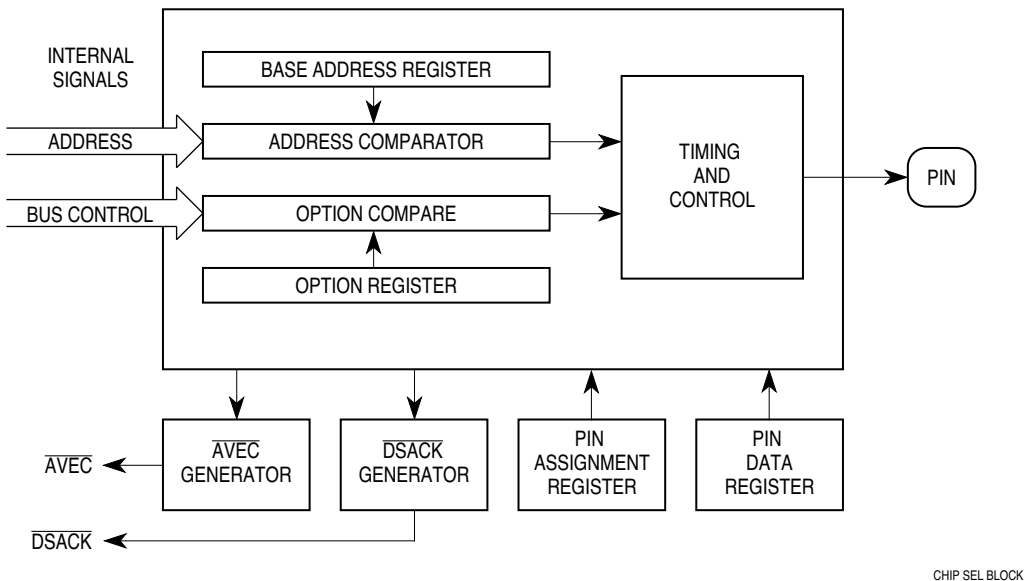 INTERNAL
SIGNALS
BASE ADDRESS REGISTER
ADDRESS
ADDRESS COMPARATOR
BUS CONTROL
OPTION COMPARE
OPTION REGISTER
TIMING
AND
CONTROL
PIN
AVEC
GENERATOR
DSACK
GENERATOR
PIN
ASSIGNMENT
REGISTER
PIN
DATA
REGISTER
AVEC
DSACK
CHIP SEL BLOCK